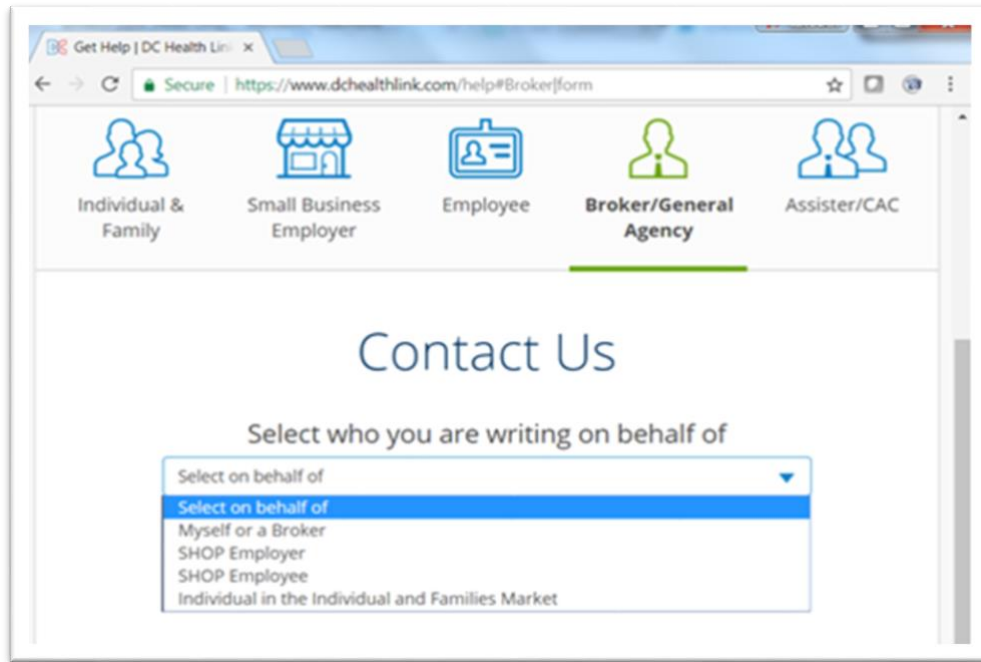 Get Help | DC Health Lin
Secure | https://www.dchealthlink.com/help#Broker|form
Individual &
Family
Small Business
Employer
Employee
Broker/General
Agency
Assister/CAC
Contact Us
Select who you are writing on behalf of
Select on behalf of
Select on behalf of
Myself or a Broker
SHOP Employer
SHOP Employee
Individual in the Individual and Families Market